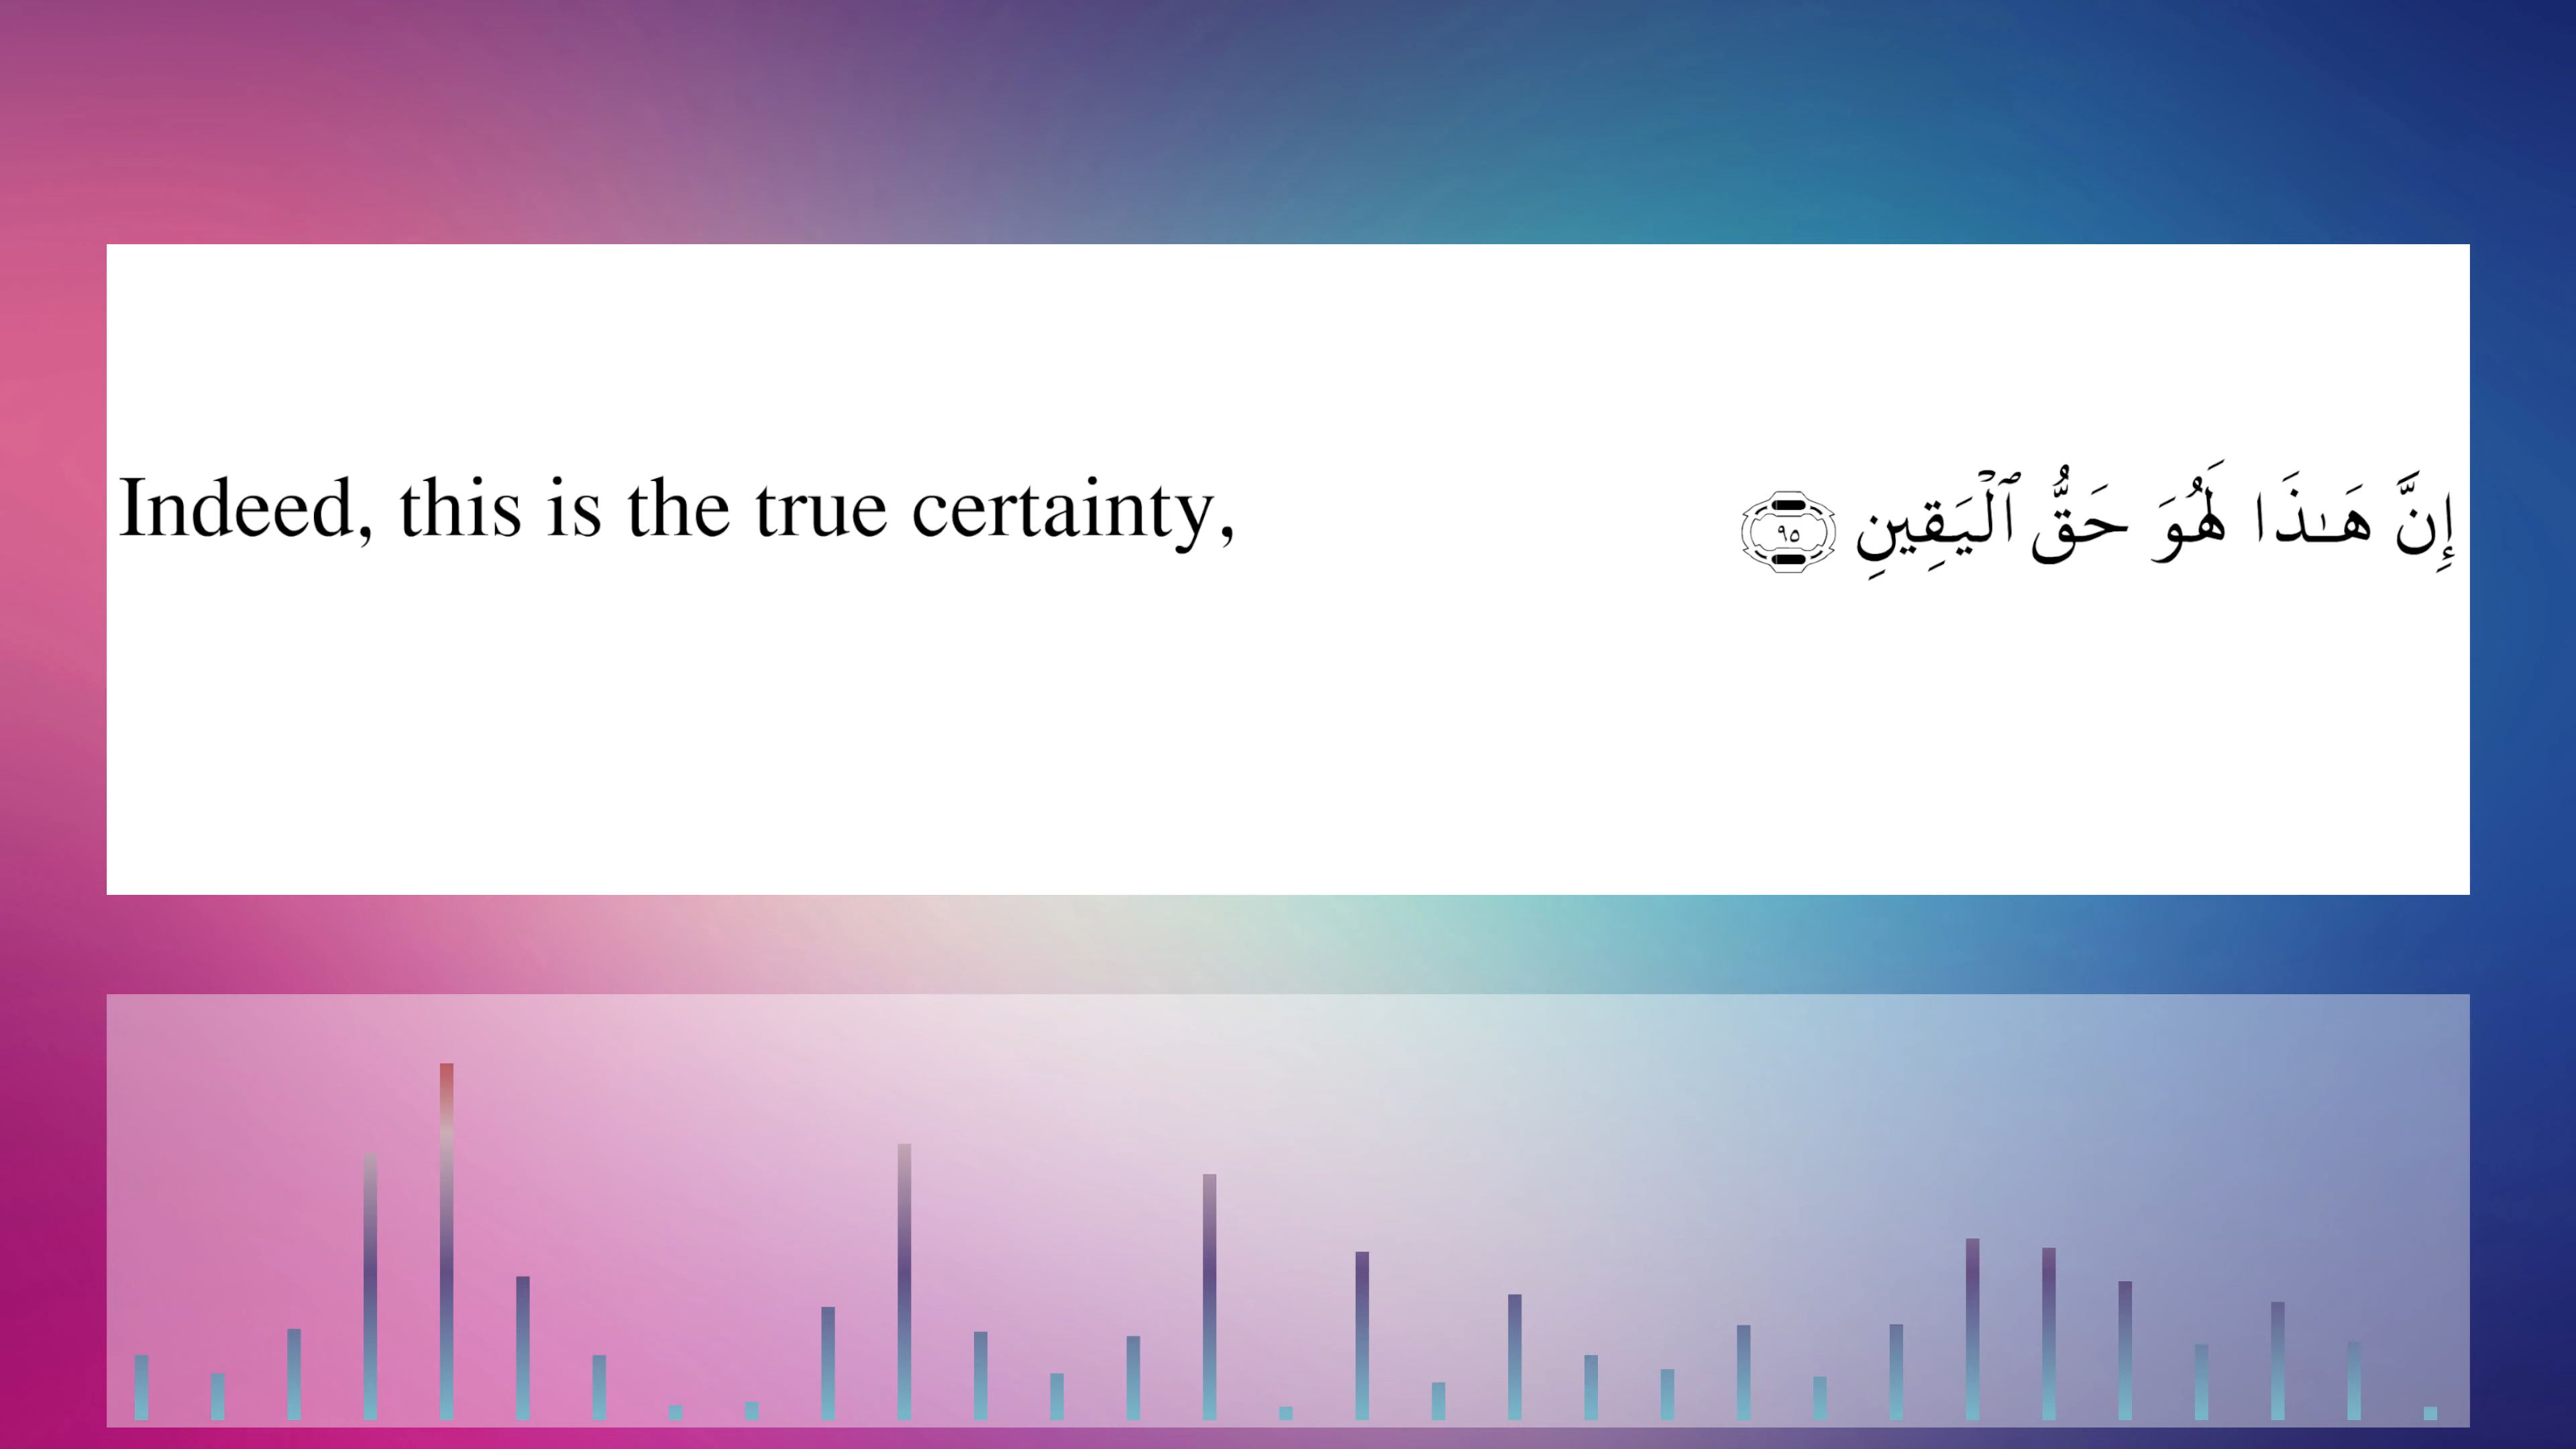 Indeed, this is the true certainty,
إِنَّ هَـٰذَا لَهُوَ حَقُّ ٱلْيَقِينِ ٩٥